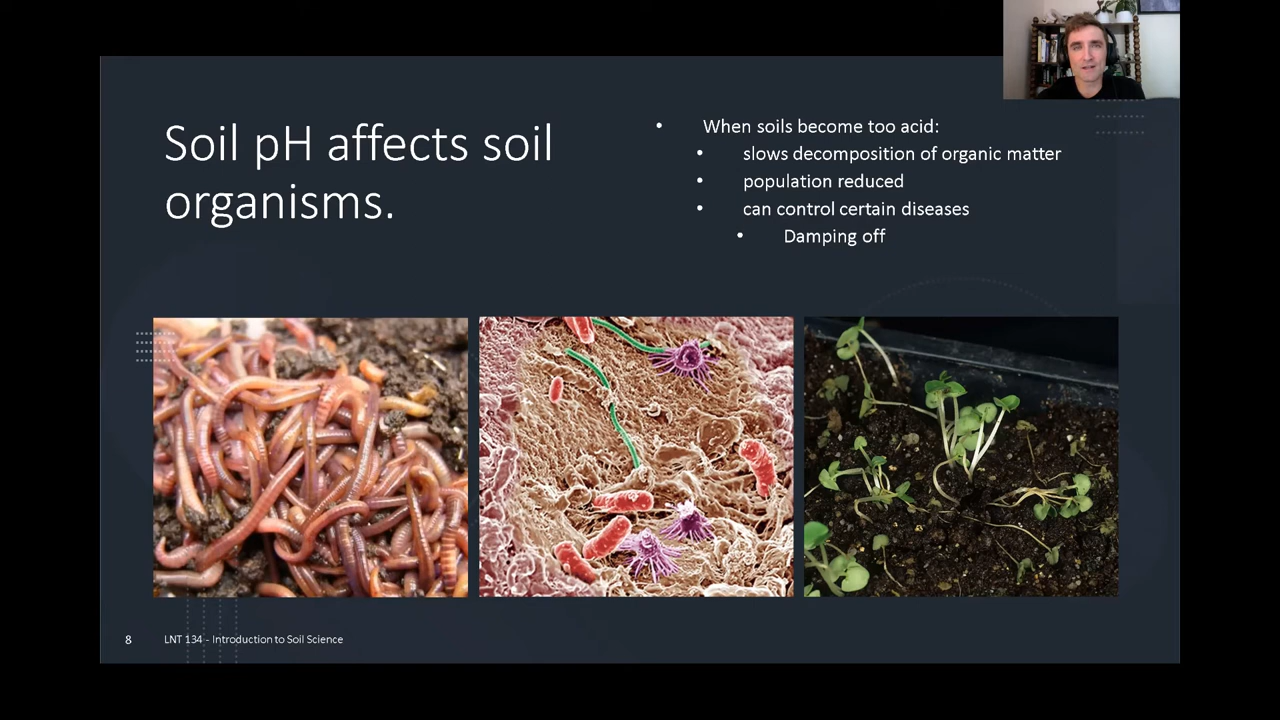 Soil pH affects soil
organisms.
• When soils become too acid:
• slows decomposition of organic matter
• population reduced
• can control certain diseases
• Damping off
8 LNT 134 - Introduction to Soil Science